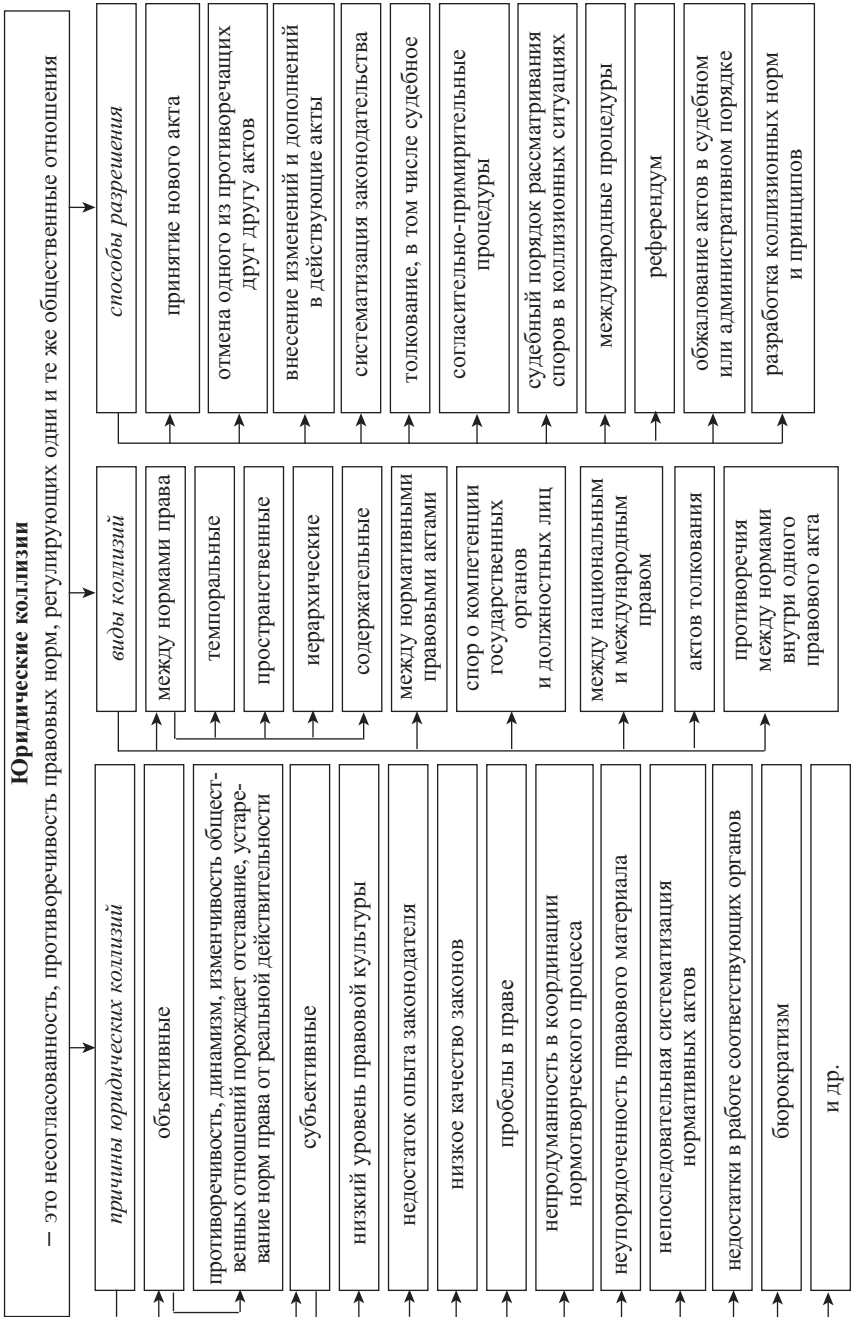 Юридические коллизии
– это несогласованность, противоречивость правовых норм, регулирующих одни и те же общественные отношения
причины юридических коллизий
объективные
противоречивость, динамизм, изменчивость общест-
венных отношений порождает отставание, устаре-
вание норм права от реальной действительности
субъективные
низкий уровень правовой культуры
недостаток опыта законодателя
низкое качество законов
пробелы в праве
непродуманность в координации
нормотворческого процесса
неупорядоченность правового материала
непоследовательная систематизация
нормативных актов
недостатки в работе соответствующих органов
бюрократизм
и др.
виды коллизий
между нормами права
темпоральные
пространственные
иерархические
содержательные
между нормативными
правовыми актами
спор о компетенции
государственных
органов
и должностных лиц
между национальным
и международным
правом
актов толкования
противоречия
между нормами
внутри одного
правового акта
способы разрешения
принятие нового акта
отмена одного из противоречащих
друг другу актов
внесение изменений и дополнений
в действующие акты
систематизация законодательства
толкование, в том числе судебное
согласительно-примирительные
процедуры
судебный порядок рассматривания
споров в коллизионных ситуациях
международные процедуры
референдум
обжалование актов в судебном
или административном порядке
разработка коллизионных норм
и принципов